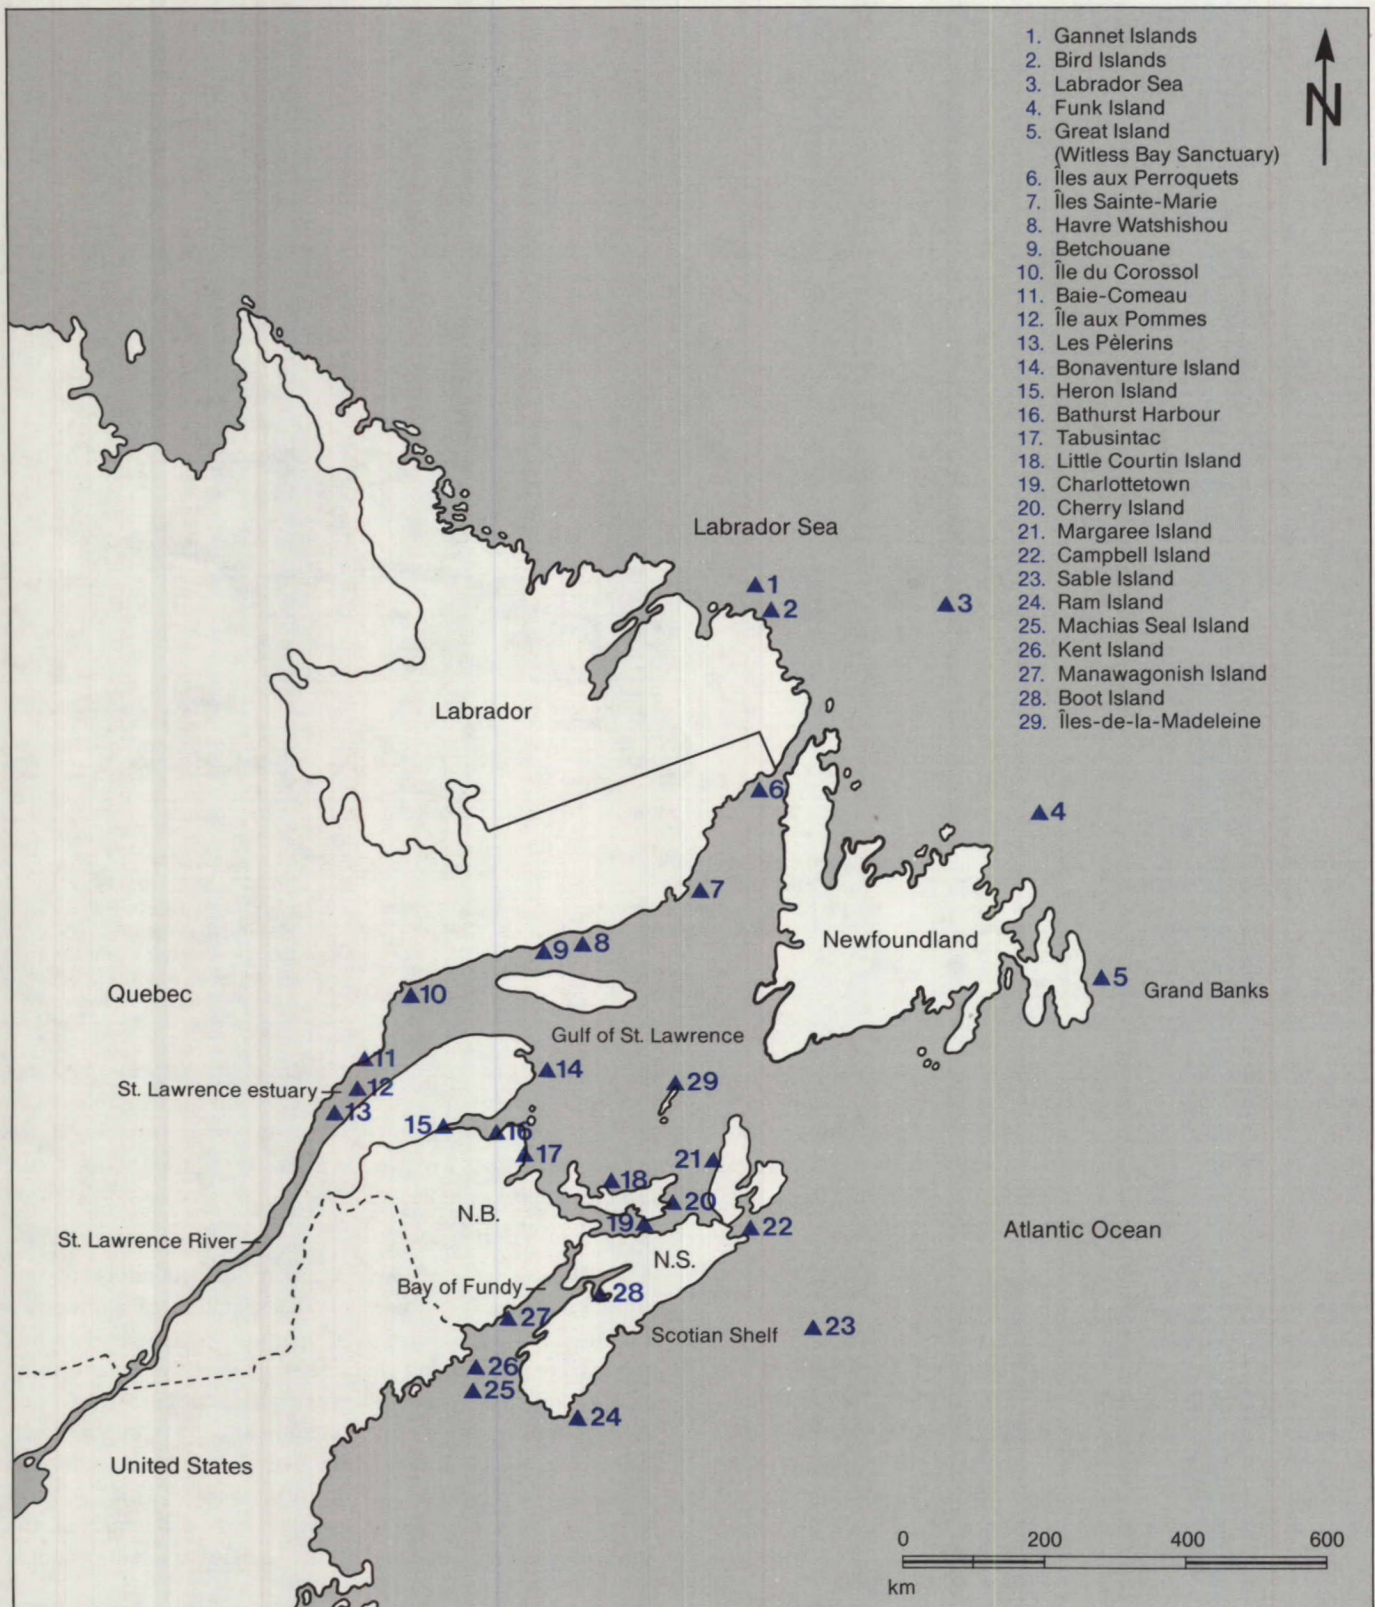 1. Gannet Islands
2. Bird Islands
3. Labrador Sea
4. Funk Island
5. Great Island
(Witless Bay Sanctuary)
6. Îles aux Perroquets
7. Îles Sainte-Marie
8. Havre Watshishou
9. Betchouane
10. Île du Corossol
11. Baie-Comeau
12. Île aux Pommes
13. Les Pèlerins
14. Bonaventure Island
15. Heron Island
16. Bathurst Harbour
17. Tabusintac
18. Little Courtin Island
19. Charlottetown
20. Cherry Island
21. Margaree Island
22. Campbell Island
23. Sable Island
24. Ram Island
25. Machias Seal Island
26. Kent Island
27. Manawagonish Island
28. Boot Island
29. Îles-de-la-Madeleine
N
Labrador Sea
1
2
3
Labrador
6
4
7
Newfoundland
9
8
5
Quebec
10
Grand Banks
Gulf of St. Lawrence
11
14
St. Lawrence estuary
12
29
13
15
16
17
21
18
20
N.B.
19
22
Atlantic Ocean
St. Lawrence River
N.S.
Bay of Fundy
28
27
Scotian Shelf
23
26
25
24
United States
0 200 400 600
km